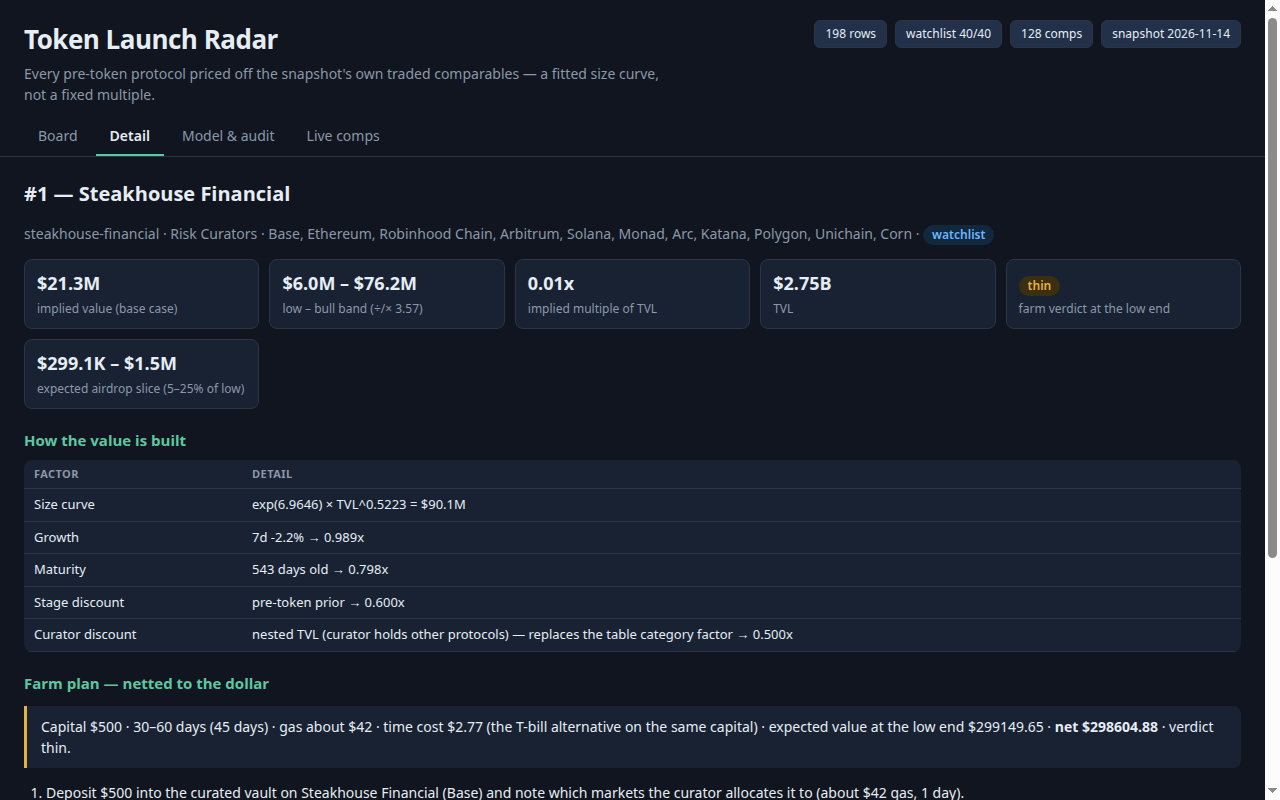 Token Launch Radar
198 rows
watchlist 40/40
128 comps
snapshot 2026-11-14
Every pre-token protocol priced off the snapshot's own traded comparables — a fitted size curve,
not a fixed multiple.
Board
Detail
Model & audit
Live comps
#1 — Steakhouse Financial
steakhouse-financial · Risk Curators · Base, Ethereum, Robinhood Chain, Arbitrum, Solana, Monad, Arc, Katana, Polygon, Unichain, Corn · watchlist
$21.3M
implied value (base case)
$6.0M – $76.2M
low – bull band (÷/× 3.57)
0.01x
implied multiple of TVL
$2.75B
TVL
thin
farm verdict at the low end
$299.1K – $1.5M
expected airdrop slice (5–25% of low)
How the value is built
FACTOR DETAIL
Size curve exp(6.9646) × TVL^0.5223 = $90.1M
Growth 7d -2.2% → 0.989x
Maturity 543 days old → 0.798x
Stage discount pre-token prior → 0.600x
Curator discount nested TVL (curator holds other protocols) — replaces the table category factor → 0.500x
Farm plan — netted to the dollar
Capital $500 · 30–60 days (45 days) · gas about $42 · time cost $2.77 (the T-bill alternative on the same capital) · expected value at the low end $299149.65 · net $298604.88 · verdict
thin.
1. Deposit $500 into the curated vault on Steakhouse Financial (Base) and note which markets the curator allocates it to (about $42 gas, 1 day).